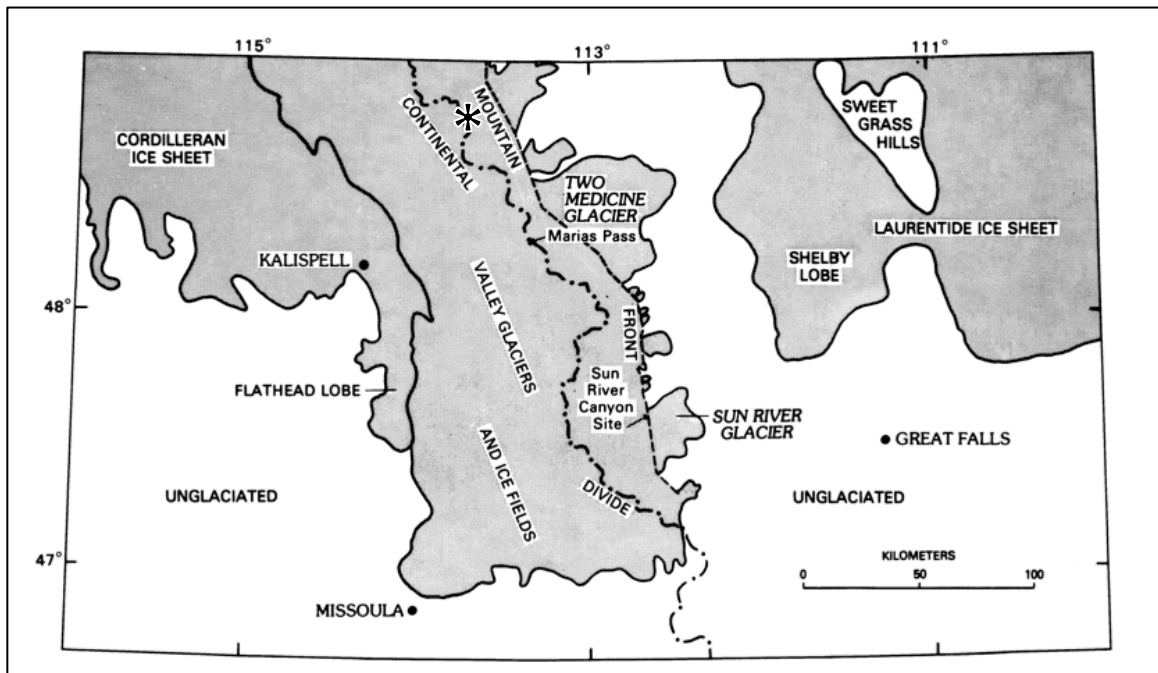 115°
113°
111°
CORDILLERAN
ICE SHEET
CONTINENTAL
*
MOUNTAIN
SWEET
GRASS
HILLS
TWO
MEDICINE
GLACIER
Marias Pass
LAURENTIDE ICE SHEET
SHELBY
LOBE
KALISPELL
48°
VALLEY GLACIERS
FRONT
FLATHEAD LOBE
Sun
River
Canyon
Site
SUN RIVER
GLACIER
GREAT FALLS
UNGLACIATED
AND ICE FIELDS
DIVIDE
UNGLACIATED
47°
KILOMETERS
0 50 100
MISSOULA